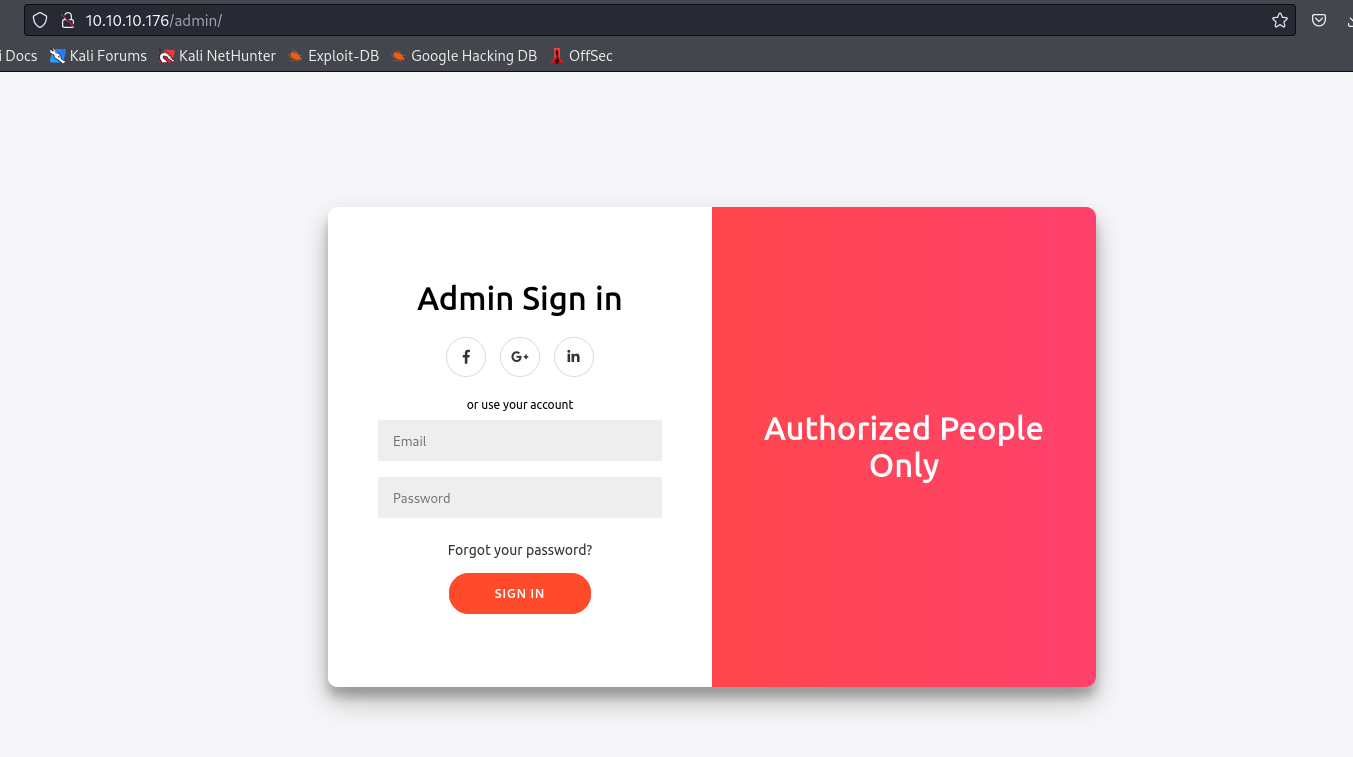 10.10.10.176/admin/
i Docs Kali Forums Kali NetHunter Exploit-DB Google Hacking DB OffSec
Admin Sign in
f G+ in
or use your account
Email
Password
Forgot your password?
SIGN IN
Authorized People
Only